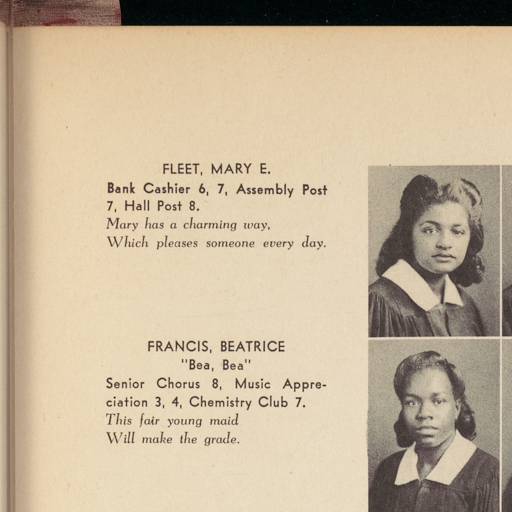 FLEET, MARY E.
Bank Cashier 6, 7, Assembly Post
7, Hall Post 8.
Mary has a charming way,
Which pleases someone every day.
FRANCIS, BEATRICE
"Bea, Bea"
Senior Chorus 8, Music Appre-
ciation 3, 4, Chemistry Club 7.
This fair young maid
Will make the grade.